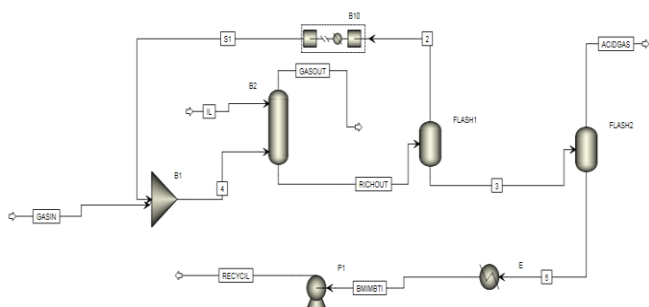 B10
S1
2
ACIDGAS
B2
GASOUT
IL
FLASH1
FLASH2
B1
4
RICHOUT
3
GASIN
P1
E
RECYCIL
BMIMBTI
5